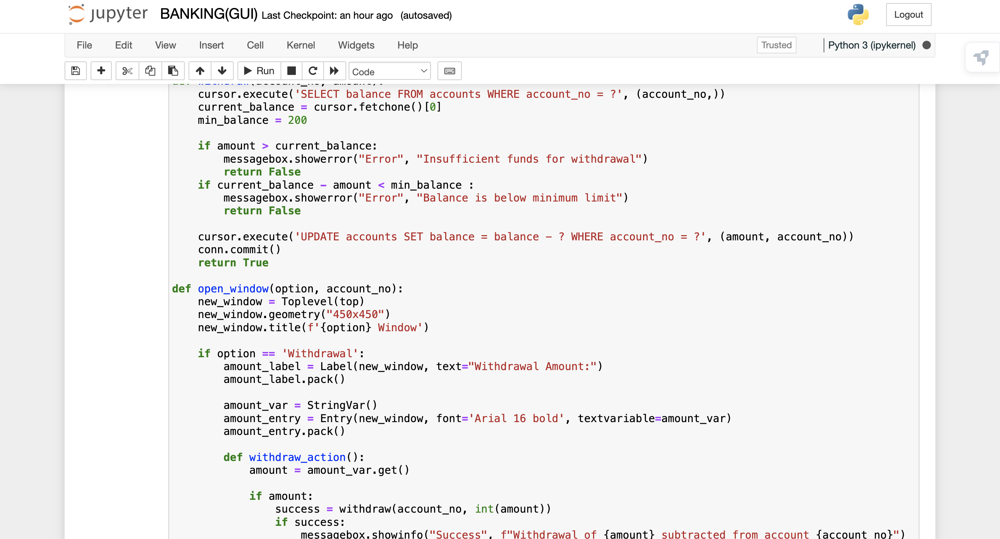 jupyter BANKING(GUI) Last Checkpoint: an hour ago (autosaved) Logout
File Edit View Insert Cell Kernel Widgets Help Trusted Python 3 (ipykernel)
Run Code
def withdraw(account_no, amount):
    cursor.execute('SELECT balance FROM accounts WHERE account_no = ?', (account_no,))
    current_balance = cursor.fetchone()[0]
    min_balance = 200
    if amount > current_balance:
        messagebox.showerror("Error", "Insufficient funds for withdrawal")
        return False
    if current_balance - amount < min_balance :
        messagebox.showerror("Error", "Balance is below minimum limit")
        return False
    cursor.execute('UPDATE accounts SET balance = balance - ? WHERE account_no = ?', (amount, account_no))
    conn.commit()
    return True
def open_window(option, account_no):
    new_window = Toplevel(top)
    new_window.geometry("450x450")
    new_window.title(f'{option} Window')
    if option == 'Withdrawal':
        amount_label = Label(new_window, text="Withdrawal Amount:")
        amount_label.pack()
        amount_var = StringVar()
        amount_entry = Entry(new_window, font='Arial 16 bold', textvariable=amount_var)
        amount_entry.pack()
        def withdraw_action():
            amount = amount_var.get()
            if amount:
                success = withdraw(account_no, int(amount))
                if success:
                    messagebox.showinfo("Success", f"Withdrawal of {amount} subtracted from account {account_no}")